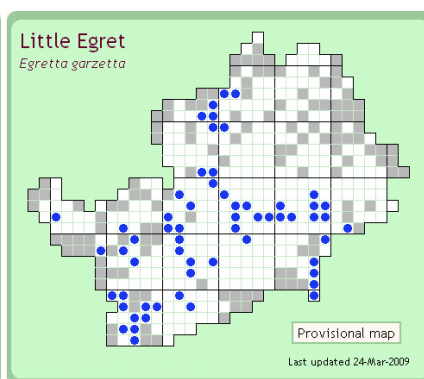 Little Egret
Egretta garzetta
Provisional map
Last updated 24-Mar-2009